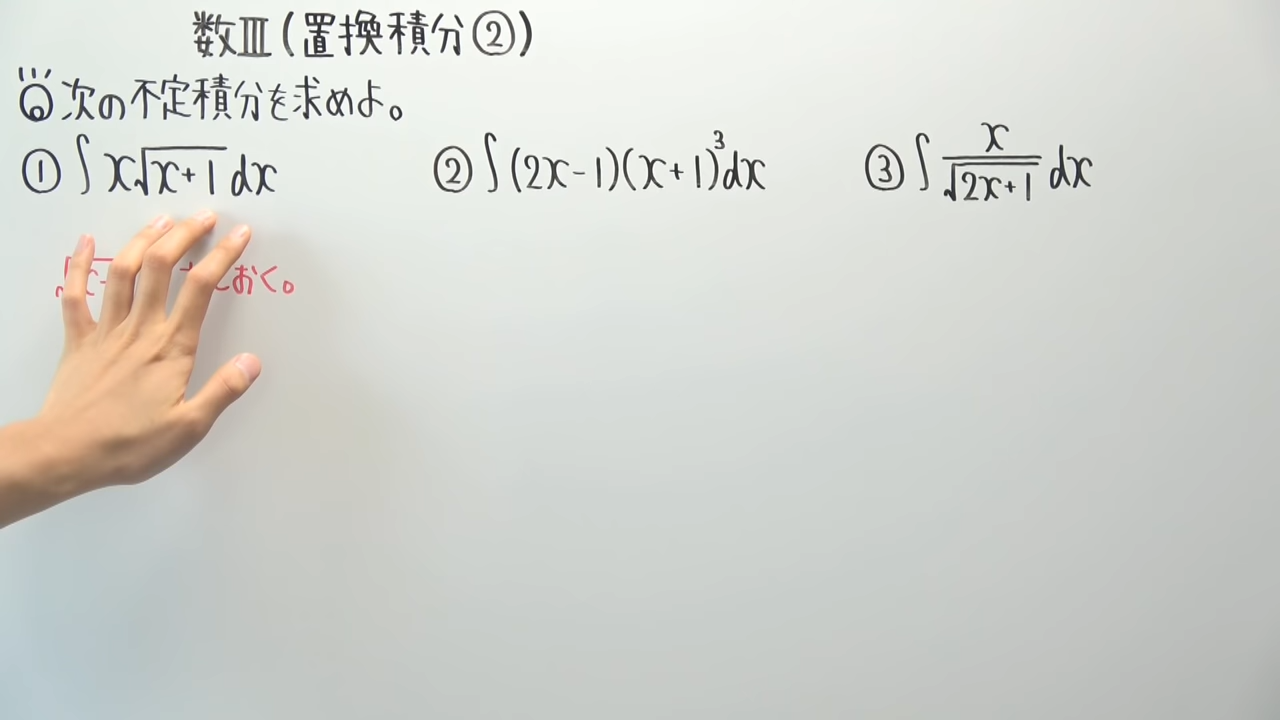 数Ⅲ(置換積分②)
次の不定積分を求めよ。
① ∫x√(x+1) dx
② ∫(2x-1)(x+1)³dx
③ ∫ x/√(2x+1) dx
おく。